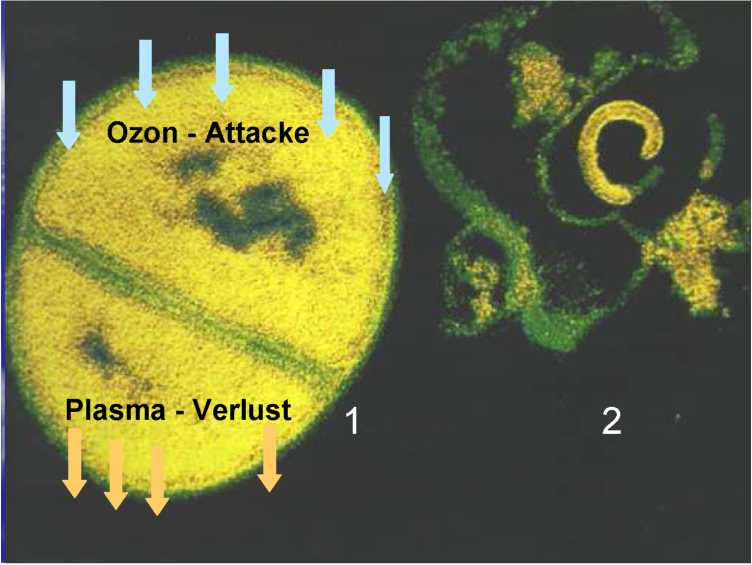 Ozon - Attacke
Plasma - Verlust
1
2